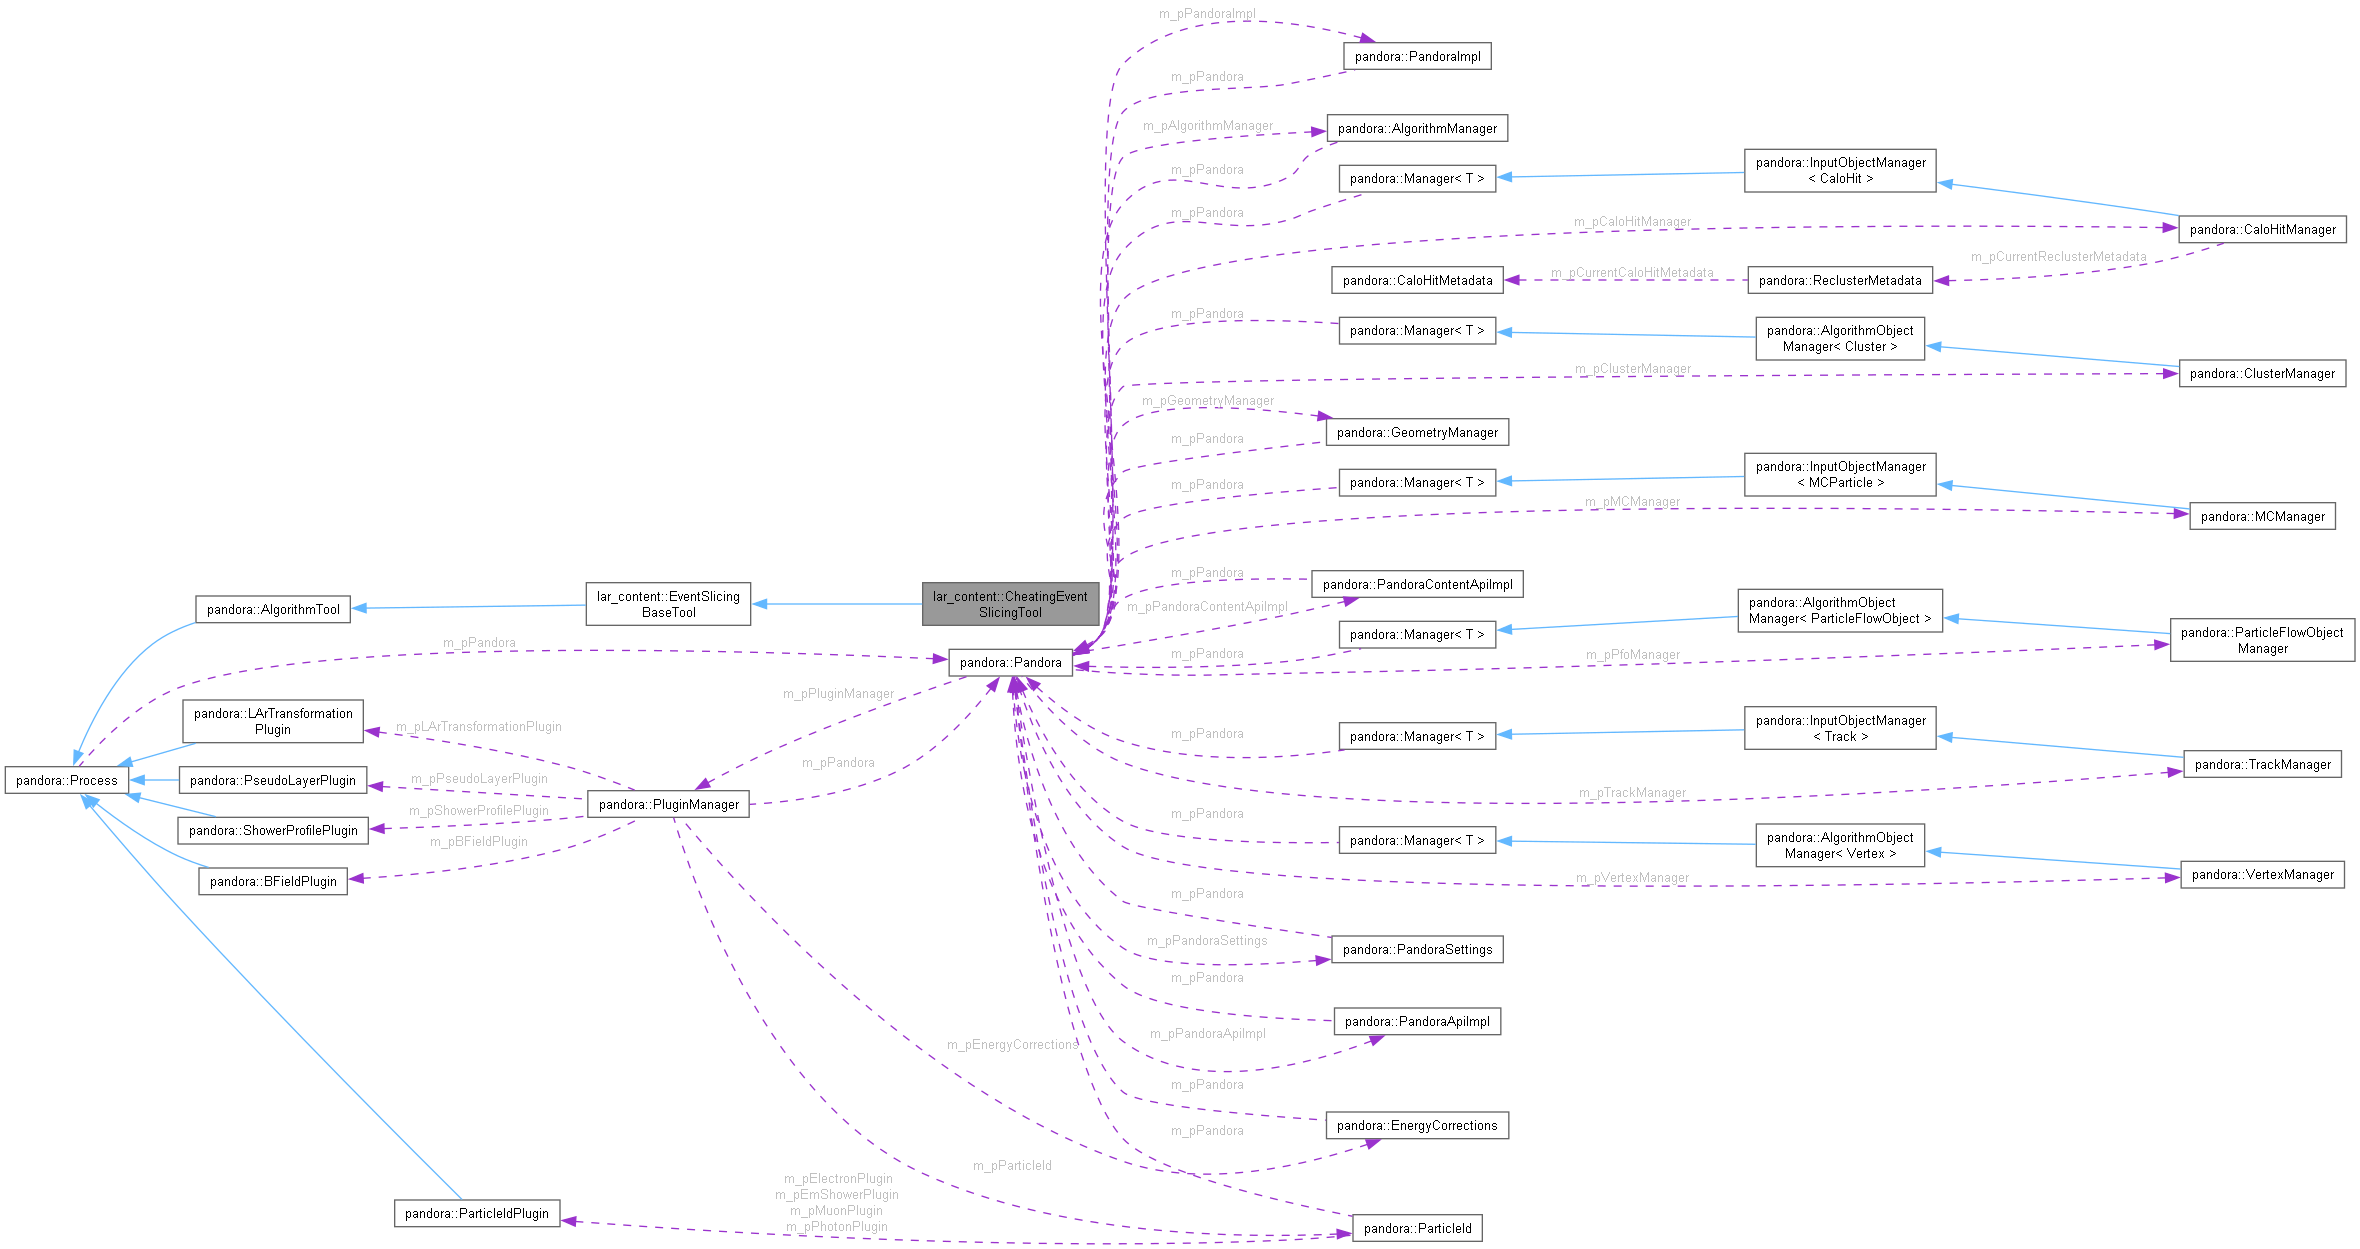 m_pPandoraImpl
pandora::PandoraImpl
m_pPandora
m_pAlgorithmManager
pandora::AlgorithmManager
m_pPandora
pandora::Manager< T >
pandora::InputObjectManager
< CaloHit >
m_pPandora
m_pCaloHitManager
pandora::CaloHitManager
m_pCurrentReclusterMetadata
pandora::CaloHitMetadata
m_pCurrentCaloHitMetadata
pandora::ReclusterMetadata
m_pPandora
pandora::Manager< T >
pandora::AlgorithmObject
Manager< Cluster >
m_pClusterManager
pandora::ClusterManager
m_pGeometryManager
pandora::GeometryManager
m_pPandora
pandora::Manager< T >
pandora::InputObjectManager
< MCParticle >
m_pPandora
m_pMCManager
pandora::MCManager
m_pPandora
pandora::PandoraContentApiImpl
m_pPandoraContentApiImpl
pandora::AlgorithmTool
lar_content::EventSlicing
BaseTool
lar_content::CheatingEvent
SlicingTool
pandora::Manager< T >
pandora::AlgorithmObject
Manager< ParticleFlowObject >
pandora::ParticleFlowObject
Manager
m_pPandora
pandora::Pandora
m_pPandora
m_pPfoManager
m_pPluginManager
pandora::LArTransformation
Plugin
m_pLArTransformationPlugin
m_pPandora
pandora::Manager< T >
pandora::InputObjectManager
< Track >
pandora::TrackManager
m_pTrackManager
pandora::Process
pandora::PseudoLayerPlugin
m_pPseudoLayerPlugin
m_pPandora
pandora::PluginManager
m_pShowerProfilePlugin
pandora::ShowerProfilePlugin
m_pBFieldPlugin
pandora::BFieldPlugin
m_pPandora
pandora::Manager< T >
pandora::AlgorithmObject
Manager< Vertex >
pandora::VertexManager
m_pVertexManager
m_pPandora
m_pPandoraSettings
pandora::PandoraSettings
m_pPandora
pandora::PandoraApiImpl
m_pPandoraApiImpl
m_pEnergyCorrections
m_pPandora
pandora::EnergyCorrections
m_pPandora
m_pParticleId
m_pElectronPlugin
m_pEmShowerPlugin
m_pMuonPlugin
m_pPhotonPlugin
pandora::ParticleIdPlugin
pandora::ParticleId